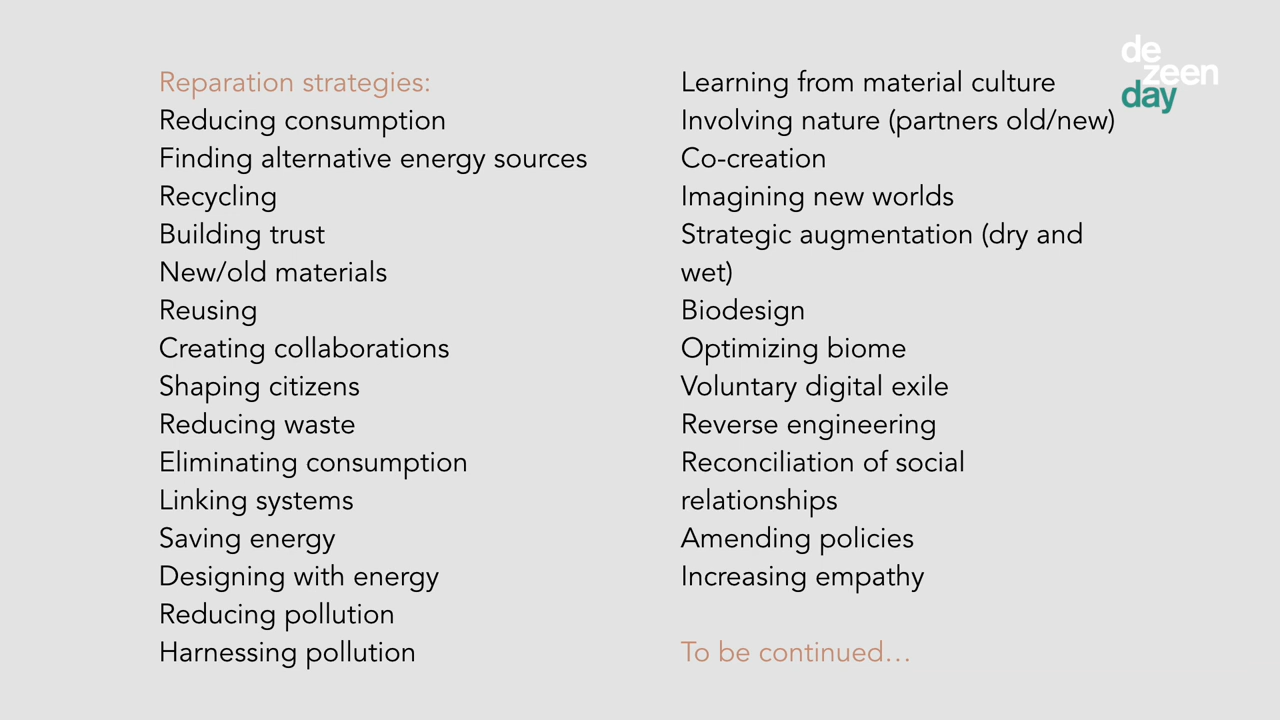 Reparation strategies:
Reducing consumption
Finding alternative energy sources
Recycling
Building trust
New/old materials
Reusing
Creating collaborations
Shaping citizens
Reducing waste
Eliminating consumption
Linking systems
Saving energy
Designing with energy
Reducing pollution
Harnessing pollution
Learning from material culture
Involving nature (partners old/new)
Co-creation
Imagining new worlds
Strategic augmentation (dry and
wet)
Biodesign
Optimizing biome
Voluntary digital exile
Reverse engineering
Reconciliation of social
relationships
Amending policies
Increasing empathy
To be continued…
de
zeen
day